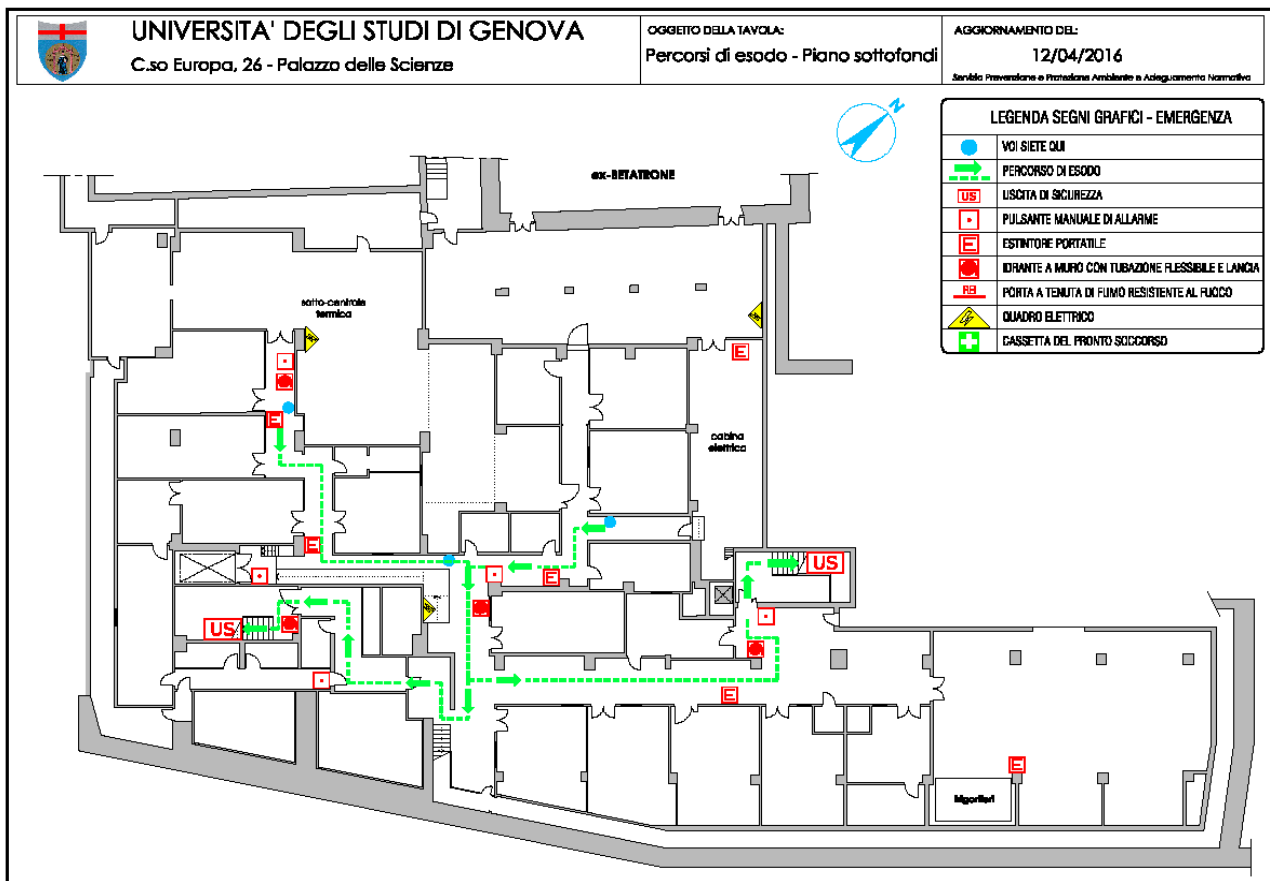 UNIVERSITA' DEGLI STUDI DI GENOVA
C.so Europa, 26 - Palazzo delle Scienze
OGGETTO DELLA TAVOLA:
Percorsi di esodo - Piano sottofondi
AGGIORNAMENTO DEL:
12/04/2016
Servizio Prevenzione e Protezione Ambiente e Adeguamento Normativo
N
LEGENDA SEGNI GRAFICI - EMERGENZA
VOI SIETE QUI
PERCORSO DI ESODO
US USCITA DI SICUREZZA
PULSANTE MANUALE DI ALLARME
E ESTINTORE PORTATILE
IDRANTE A MURO CON TUBAZIONE FLESSIBILE E LANCIA
REI PORTA A TENUTA DI FUMO RESISTENTE AL FUOCO
QUADRO ELETTRICO
CASSETTA DEL PRONTO SOCCORSO
ex-BETATRONE
sotto-centrale
termica
E
E
cabina
elettrica
E
E
US
US
E
E
frigoriferi